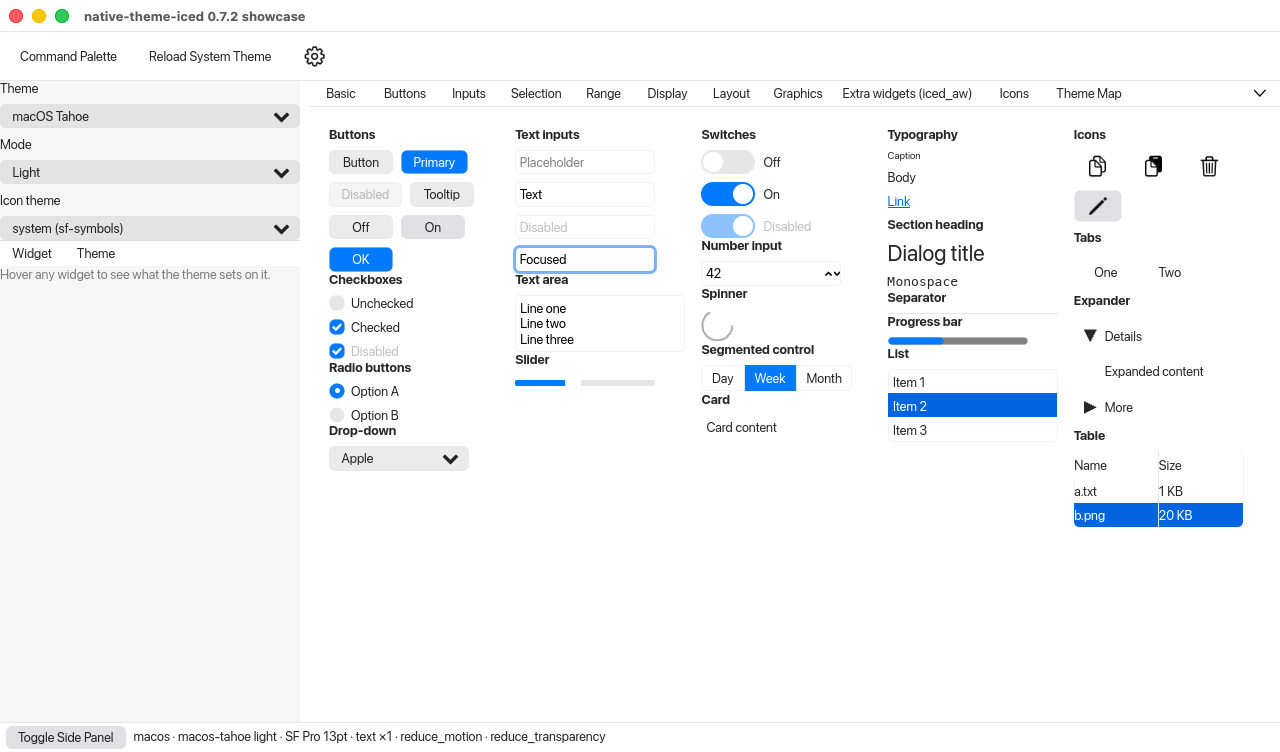 native-theme-iced 0.7.2 showcase
Command Palette
Reload System Theme
Theme
macOS Tahoe
Mode
Light
Icon theme
system (sf-symbols)
Widget
Theme
Hover any widget to see what the theme sets on it.
Basic
Buttons
Inputs
Selection
Range
Display
Layout
Graphics
Extra widgets (iced_aw)
Icons
Theme Map
Buttons
Button
Primary
Disabled
Tooltip
Off
On
OK
Checkboxes
Unchecked
Checked
Disabled
Radio buttons
Option A
Option B
Drop-down
Apple
Text inputs
Placeholder
Text
Disabled
Focused
Text area
Line one
Line two
Line three
Slider
Switches
Off
On
Disabled
Number input
42
Spinner
Segmented control
Day
Week
Month
Card
Card content
Typography
Caption
Body
Link
Section heading
Dialog title
Monospace
Separator
Progress bar
List
Item 1
Item 2
Item 3
Icons
Tabs
One
Two
Expander
Details
Expanded content
More
Table
Name
Size
a.txt
1 KB
b.png
20 KB
Toggle Side Panel
macos · macos-tahoe light · SF Pro 13pt · text ×1 · reduce_motion · reduce_transparency